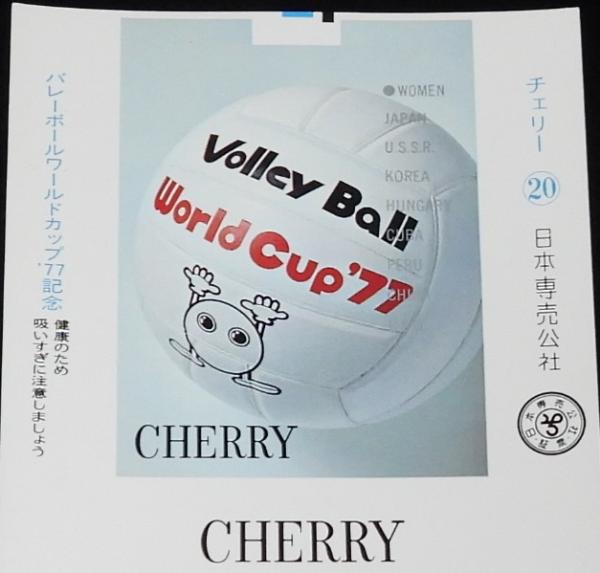 バレーボールワールドカップ'77記念
健康のため
吸いすぎに注意しましょう
WOMEN
JAPAN
U.S.S.R.
KOREA
HUNGARY
CUBA
PERU
Volley Ball
World Cup '77
CHERRY
チェリー
20
日本専売公社
CHERRY